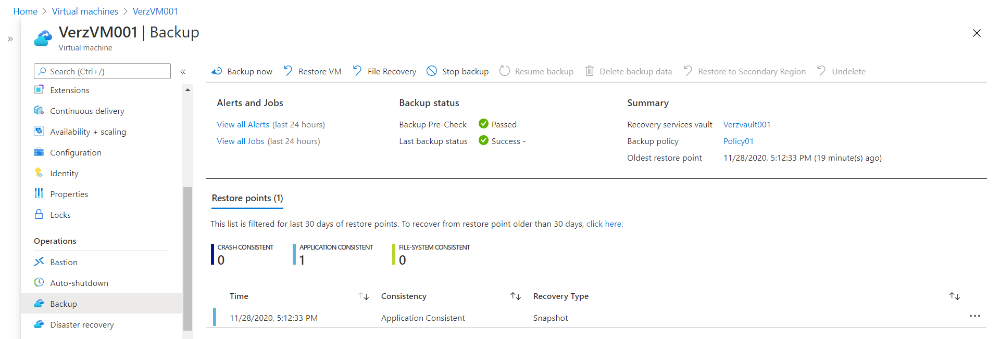 Home > Virtual machines > VerzVM001
»
VerzVM001 | Backup
Virtual machine
Search (Ctrl+/)
«
Extensions
Continuous delivery
Availability + scaling
Configuration
Identity
Properties
Locks
Operations
Bastion
Auto-shutdown
Backup
Disaster recovery
Backup now Restore VM File Recovery Stop backup Resume backup Delete backup data Restore to Secondary Region Undelete
Alerts and Jobs
View all Alerts (last 24 hours)
View all Jobs (last 24 hours)
Backup status
Backup Pre-Check Passed
Last backup status Success -
Summary
Recovery services vault Verzvault001
Backup policy Policy01
Oldest restore point 11/28/2020, 5:12:33 PM (19 minute(s) ago)
Restore points (1)
This list is filtered for last 30 days of restore points. To recover from restore point older than 30 days, click here.
CRASH CONSISTENT
0
APPLICATION CONSISTENT
1
FILE-SYSTEM CONSISTENT
0
Time Consistency Recovery Type
11/28/2020, 5:12:33 PM Application Consistent Snapshot